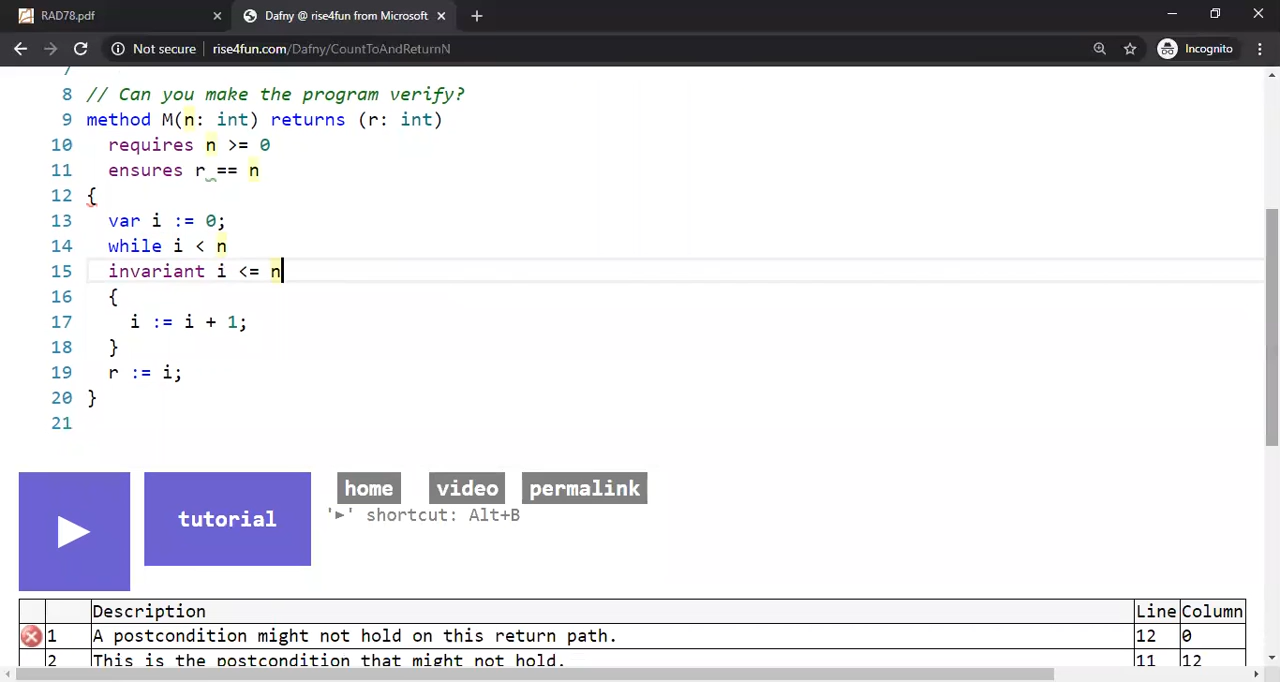 RAD78.pdf
Dafny @ rise4fun from Microsoft
Not secure rise4fun.com/Dafny/CountToAndReturnN Incognito
7
8 // Can you make the program verify?
9 method M(n: int) returns (r: int)
10 requires n >= 0
11 ensures r == n
12 {
13 var i := 0;
14 while i < n
15 invariant i <= n
16 {
17 i := i + 1;
18 }
19 r := i;
20 }
21
tutorial
home video permalink
'►' shortcut: Alt+B
Description Line Column
1 A postcondition might not hold on this return path. 12 0
2 This is the postcondition that might not hold. 11 12